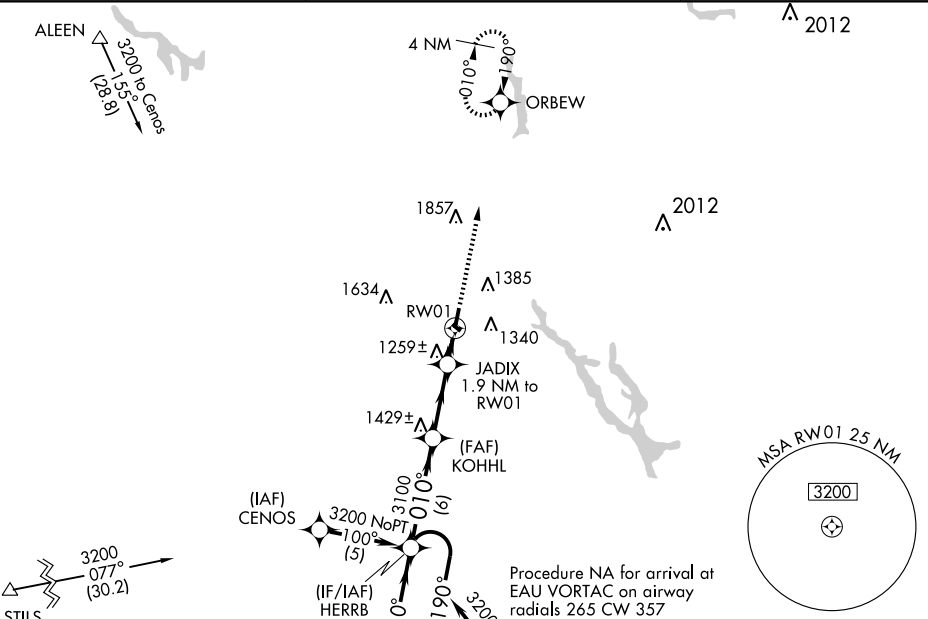 2012
ALEEN
3200 to Cenos
155°
(28.8)
4 NM
010°
190°
ORBEW
1857
2012
1634
1385
RW01
1340
1259±
JADIX
1.9 NM to
RW01
1429±
(FAF)
KOHHL
MSA RW01 25 NM
3200
3100
010°
(6)
(IAF)
CENOS
3200 NoPT
100°
(5)
3200
077°
(30.2)
(IF/IAF)
HERRB
0°
190°
3200
Procedure NA for arrival at
EAU VORTAC on airway
radials 265 CW 357
STILS